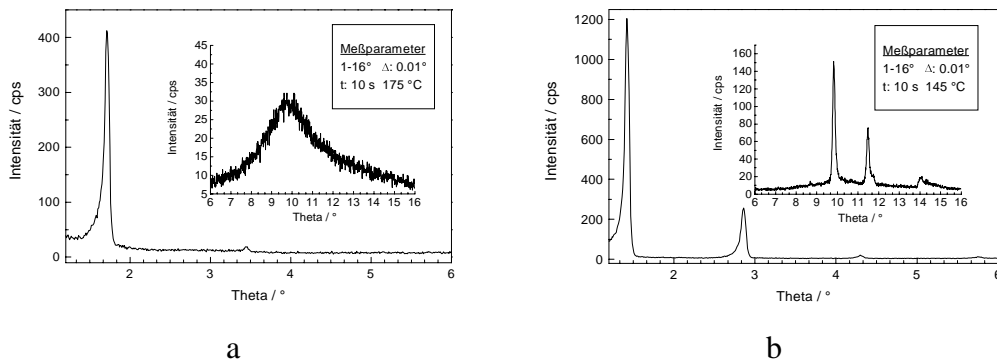 Intensität / cps
400
300
200
100
0
2
3
4
5
6
Theta / °
Intensität / cps
45
40
35
30
25
20
15
10
5
6 7 8 9 10 11 12 13 14 15 16
Theta / °
Meßparameter
1-16° Δ: 0.01°
t: 10 s 175 °C
a
Intensität / cps
1200
1000
800
600
400
200
0
2
3
4
5
6
Theta / °
Intensität / cps
160
140
120
100
80
60
40
20
0
6 7 8 9 10 11 12 13 14 15 16
Theta / °
Meßparameter
1-16° Δ: 0.01°
t: 10 s 145 °C
b